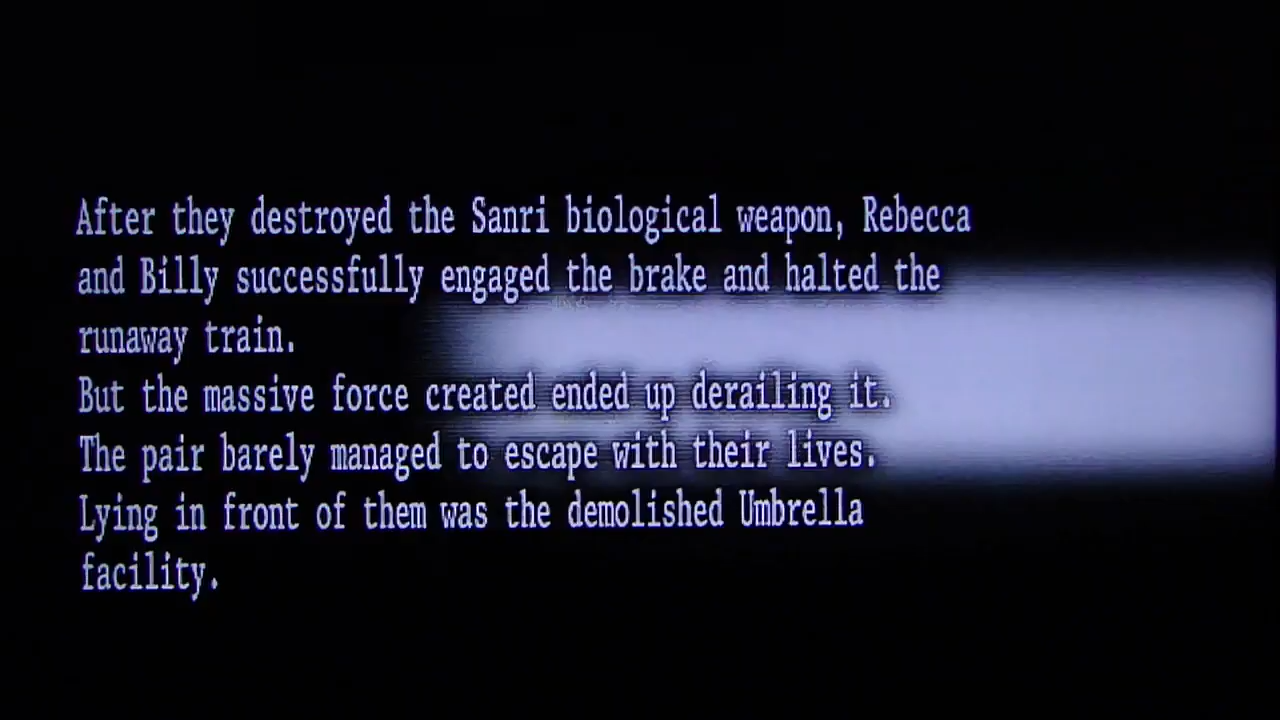 After they destroyed the Sanri biological weapon, Rebecca
and Billy successfully engaged the brake and halted the
runaway train.
But the massive force created ended up derailing it.
The pair barely managed to escape with their lives.
Lying in front of them was the demolished Umbrella
facility.